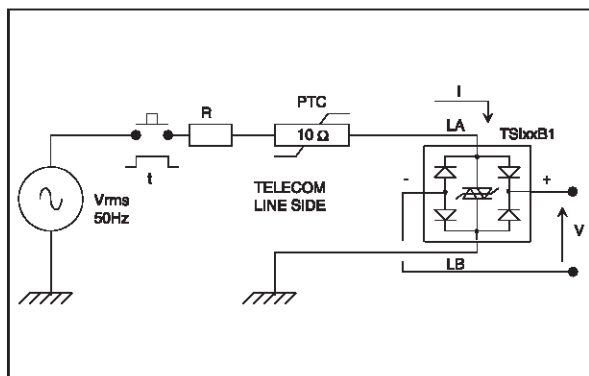 I
PTC
R
10 Ω
LA
TSIxxB1
-
+
t
Vrms
50Hz
TELECOM
LINE SIDE
V
LB